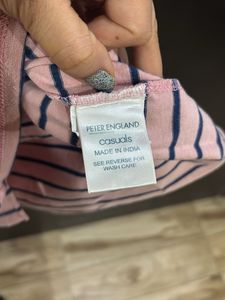 PETER ENGLAND
casuals
MADE IN INDIA
SEE REVERSE FOR
WASH CARE